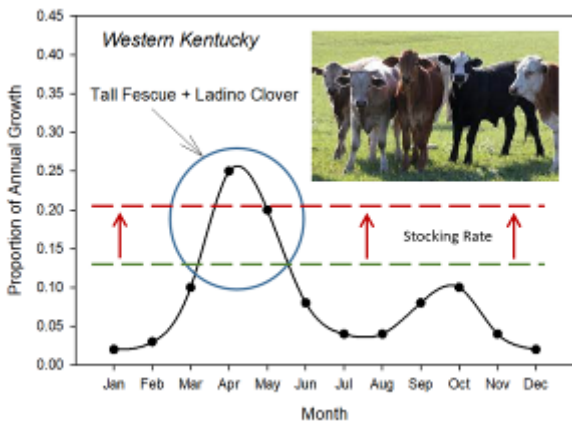 Western Kentucky
Tall Fescue + Ladino Clover
Stocking Rate
Proportion of Annual Growth
0.45
0.40
0.35
0.30
0.25
0.20
0.15
0.10
0.05
0.00
Jan Feb Mar Apr May Jun Jul Aug Sep Oct Nov Dec
Month